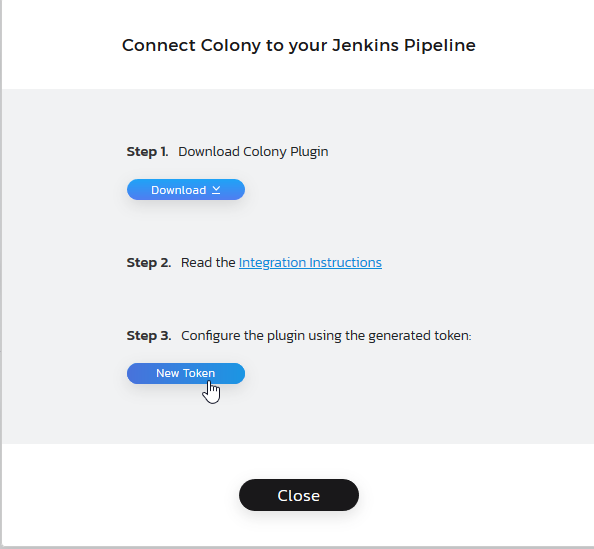 Connect Colony to your Jenkins Pipeline
Step 1. Download Colony Plugin
Download
Step 2. Read the Integration Instructions
Step 3. Configure the plugin using the generated token:
New Token
Close